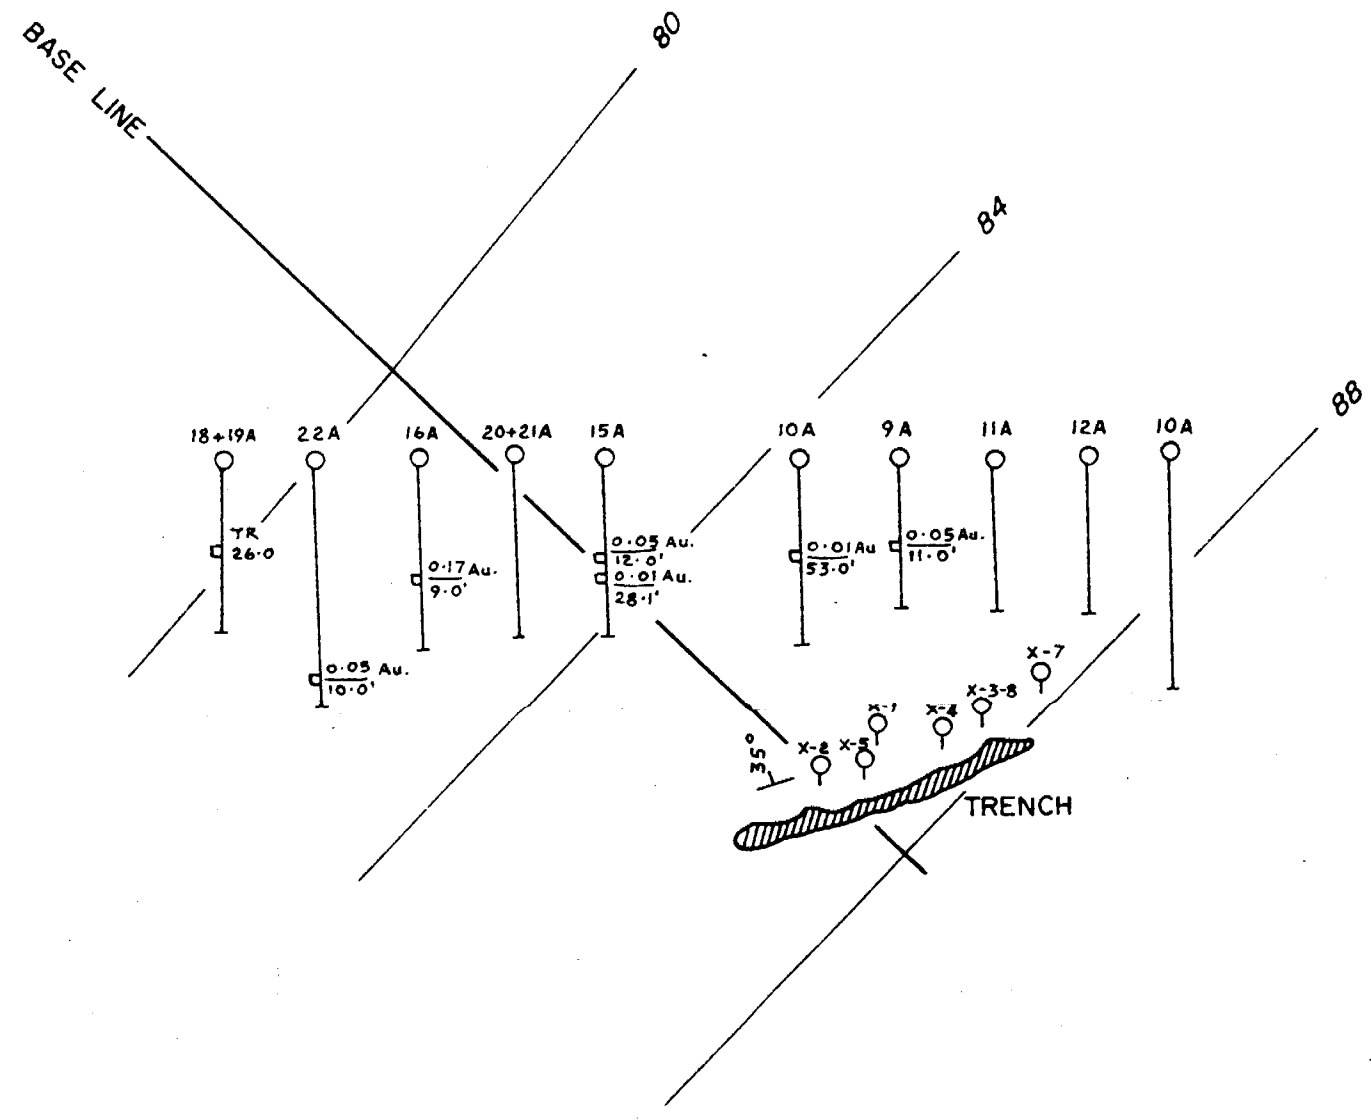 BASE LINE
80
84
88
18+19A
22A
16A
20+21A
15A
10A
9A
11A
12A
10A
TR
26.0
0.17 Au.
9.0'
0.05 Au.
12.0'
0.01 Au.
28.1'
0.01 Au
53.0'
0.05 Au.
11.0'
0.05 Au.
10.0'
X-7
X-3-8
X-4
X-2
X-5
35°
TRENCH